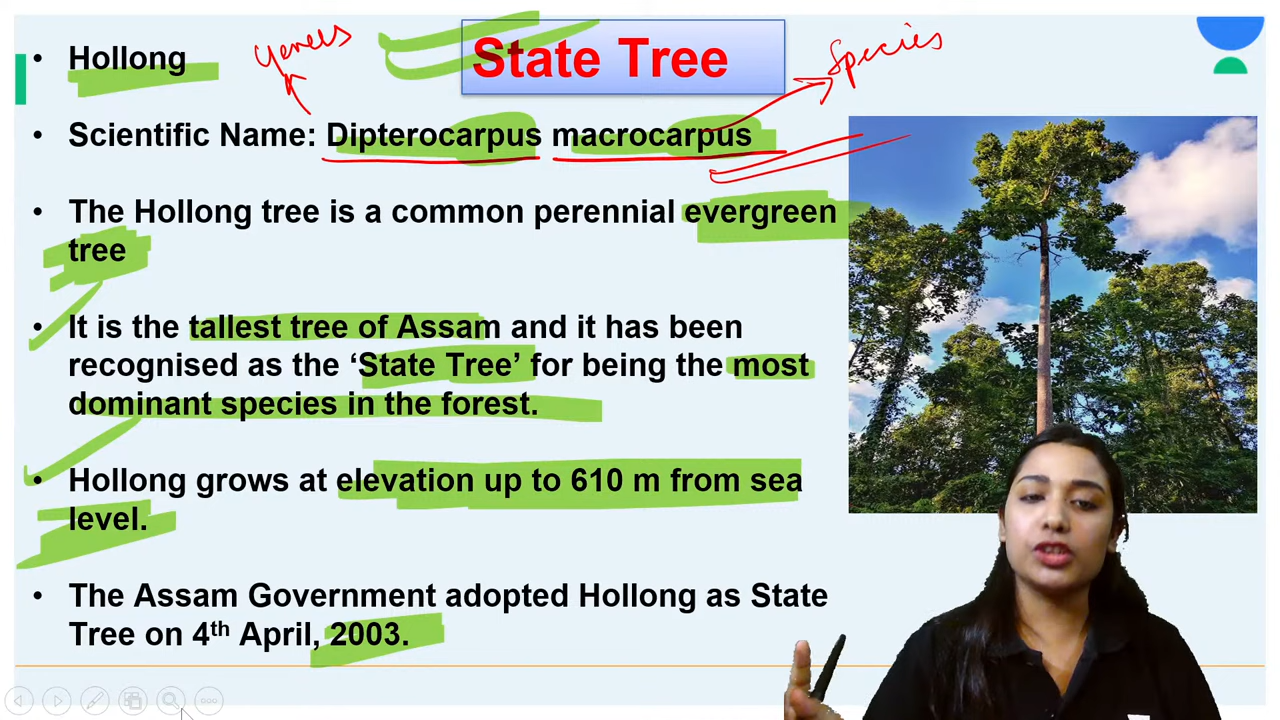 Species
State Tree
• Hollong
• Scientific Name: Dipterocarpus macrocarpus
• The Hollong tree is a common perennial evergreen
tree
• It is the tallest tree of Assam and it has been
recognised as the ‘State Tree’ for being the most
dominant species in the forest.
• Hollong grows at elevation up to 610 m from sea
level.
• The Assam Government adopted Hollong as State
Tree on 4th April, 2003.